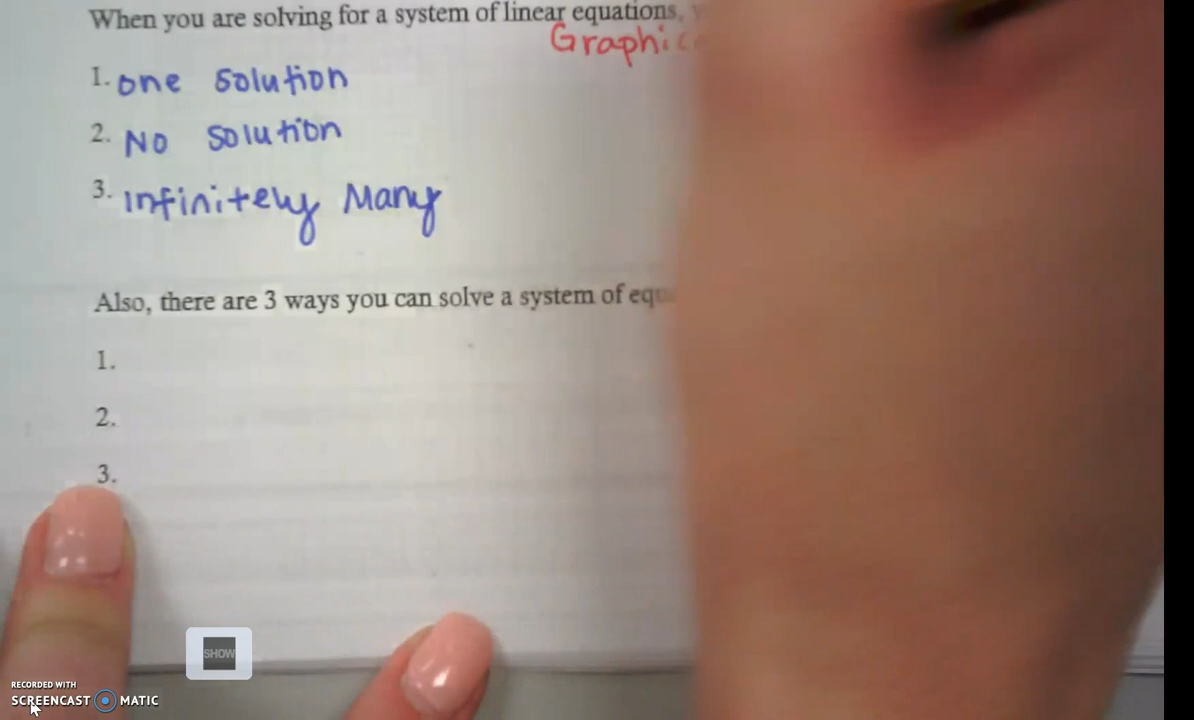 When you are solving for a system of linear equations,
Graphic
1. one solution
2. No Solution
3. Infinitely Many
Also, there are 3 ways you can solve a system of equ
1.
2.
3.
SHOW
RECORDED WITH
SCREENCAST MATIC